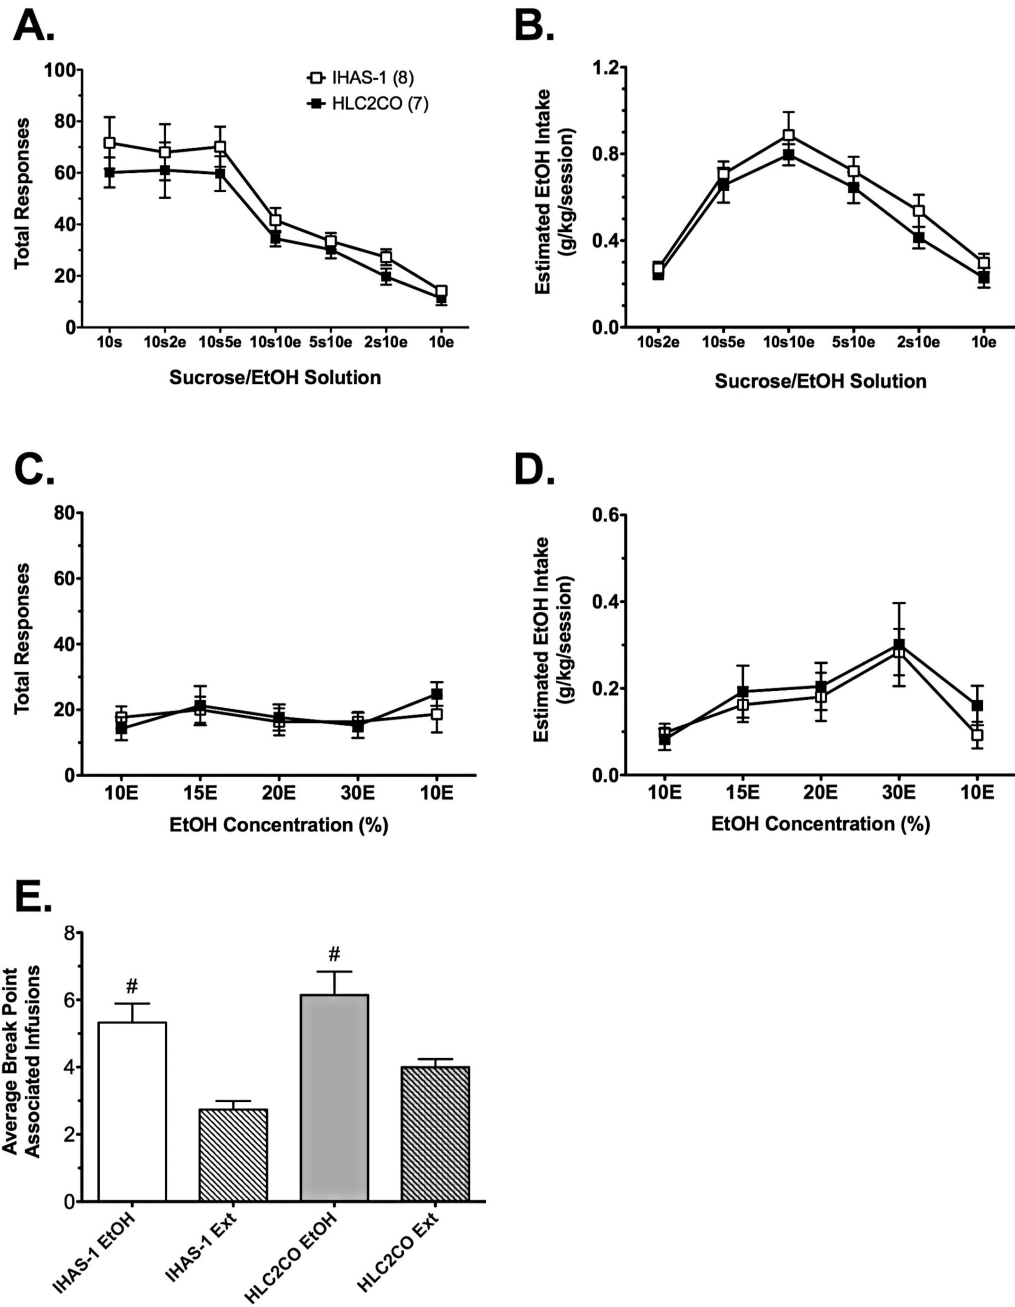 A.
Total Responses
100
80
60
40
20
0
IHAS-1 (8)
HLC2CO (7)
10s 10s2e 10s5e 10s10e 5s10e 2s10e 10e
Sucrose/EtOH Solution
B.
Estimated EtOH Intake
(g/kg/session)
1.2
0.8
0.4
0.0
10s2e 10s5e 10s10e 5s10e 2s10e 10e
Sucrose/EtOH Solution
C.
Total Responses
80
60
40
20
0
10E 15E 20E 30E 10E
EtOH Concentration (%)
D.
Estimated EtOH Intake
(g/kg/session)
0.6
0.4
0.2
0.0
10E 15E 20E 30E 10E
EtOH Concentration (%)
E.
Average Break Point
Associated Infusions
8
6
4
2
0
#
#
IHAS-1 EtOH
IHAS-1 Ext
HLC2CO EtOH
HLC2CO Ext